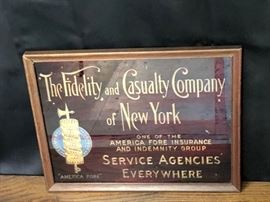 The Fidelity and Casualty Company
of New York
ONE OF THE
AMERICA FORE INSURANCE
AND INDEMNITY GROUP
SERVICE AGENCIES
EVERYWHERE
"AMERICA FORE"